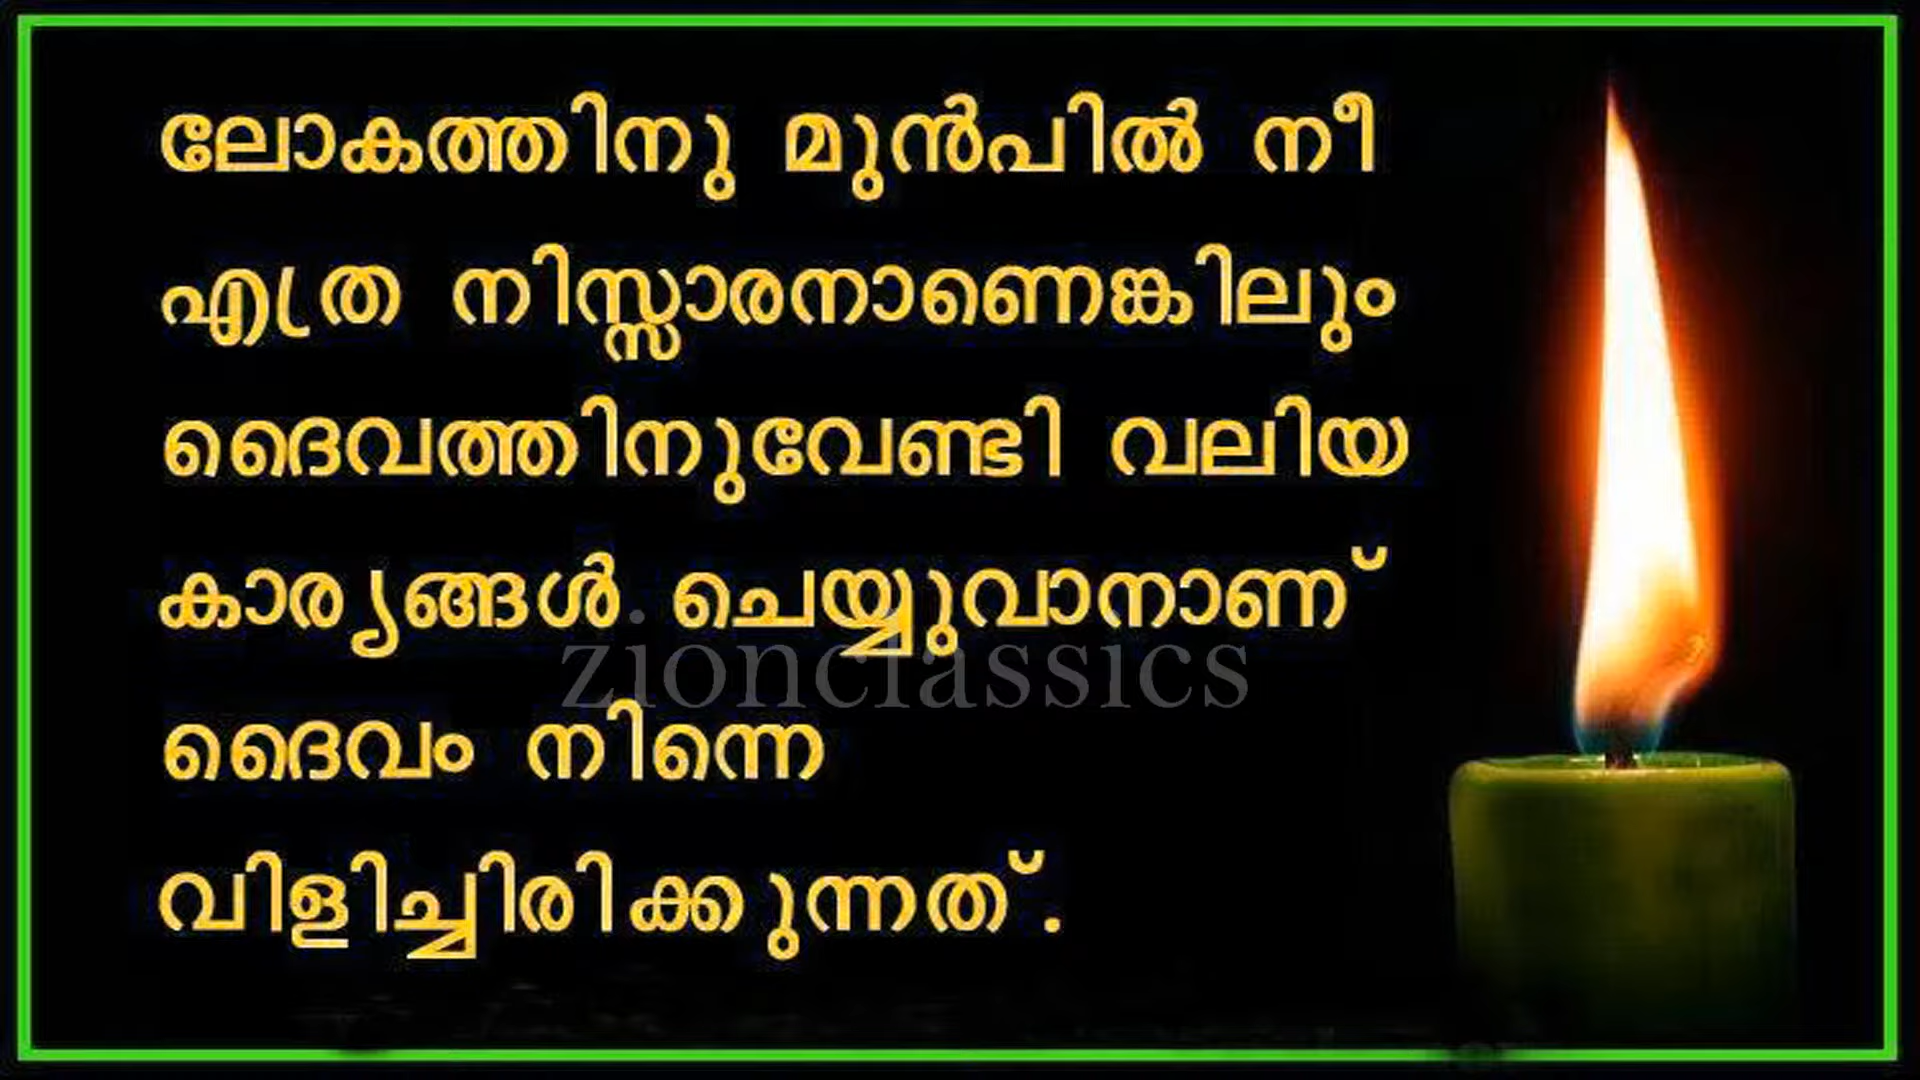 ലോകത്തിനു മുൻപിൽ നീ
എത്ര നിസ്സാരനാണെങ്കിലും
ദൈവത്തിനുവേണ്ടി വലിയ
കാര്യങ്ങൾ ചെയ്യുവാനാണ്
zionclassics
ദൈവം നിന്നെ
വിളിച്ചിരിക്കുന്നത്.